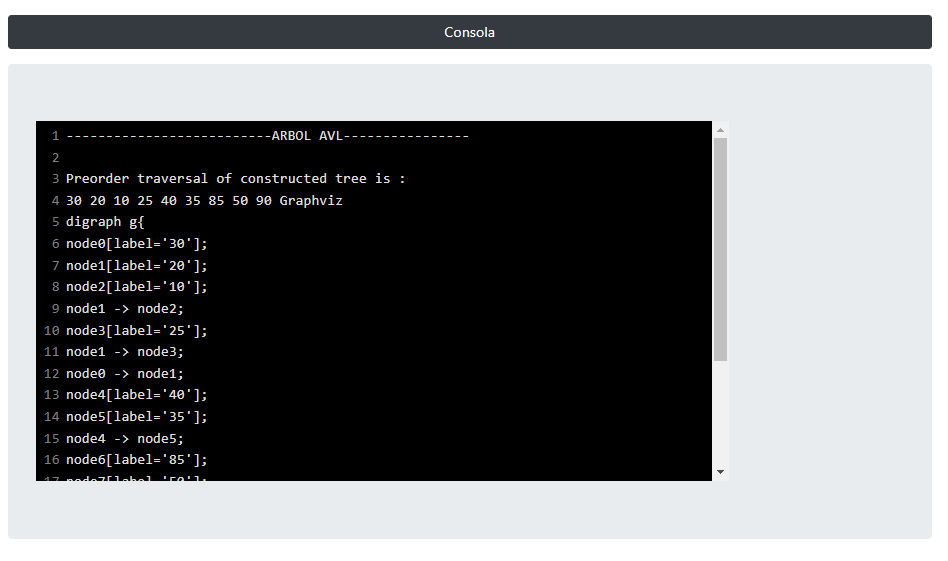 Consola
1 --------------------------ARBOL AVL----------------
2
3 Preorder traversal of constructed tree is :
4 30 20 10 25 40 35 85 50 90 Graphviz
5 digraph g{
6 node0[label='30'];
7 node1[label='20'];
8 node2[label='10'];
9 node1 -> node2;
10 node3[label='25'];
11 node1 -> node3;
12 node0 -> node1;
13 node4[label='40'];
14 node5[label='35'];
15 node4 -> node5;
16 node6[label='85'];
17 node7[label='50'];